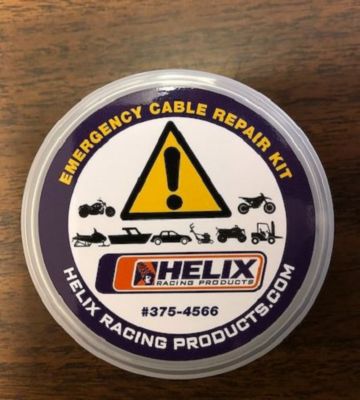 EMERGENCY CABLE REPAIR KIT
!
HELIX
RACING PRODUCTS
#375-4566
HELIX RACING PRODUCTS.COM